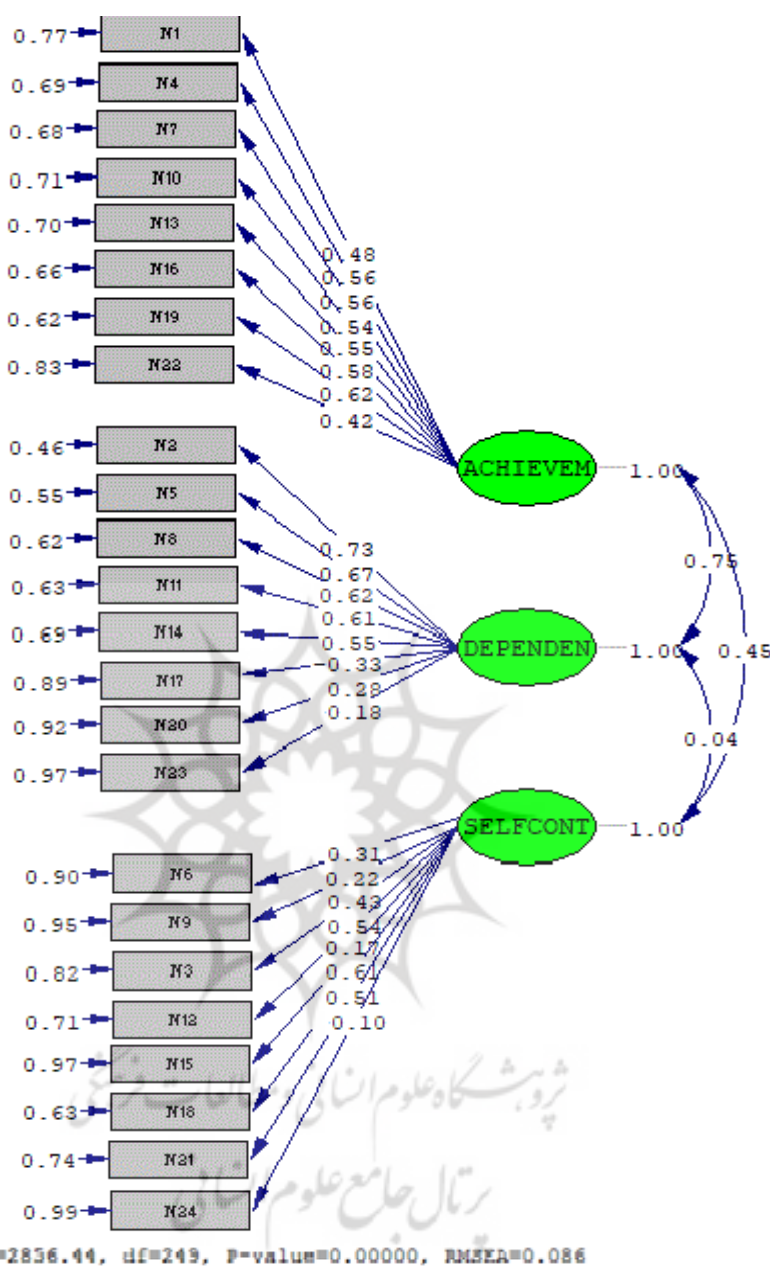 0.77 N1
0.69 N4
0.68 N7
0.71 N10
0.70 N13
0.66 N16
0.62 N19
0.83 N22
0.48
0.56
0.56
0.54
0.55
0.58
0.62
0.42
ACHIEVEM 1.00
0.46 N2
0.55 N5
0.62 N8
0.63 N11
0.69 N14
0.89 N17
0.92 N20
0.97 N23
0.73
0.67
0.62
0.61
0.55
-0.33
0.28
0.18
DEPENDEN 1.00
0.75
0.45
0.04
SELFCONT 1.00
0.90 N6
0.95 N9
0.82 N3
0.71 N12
0.97 N15
0.63 N18
0.74 N21
0.99 N24
0.31
0.22
0.43
0.54
0.17
0.61
0.51
0.10
پژوهشگاه علوم انسانی و مطالعات فرهنگی
پرتال جامع علوم انسانی
=2836.44, df=249, P-value=0.00000, RMSEA=0.086